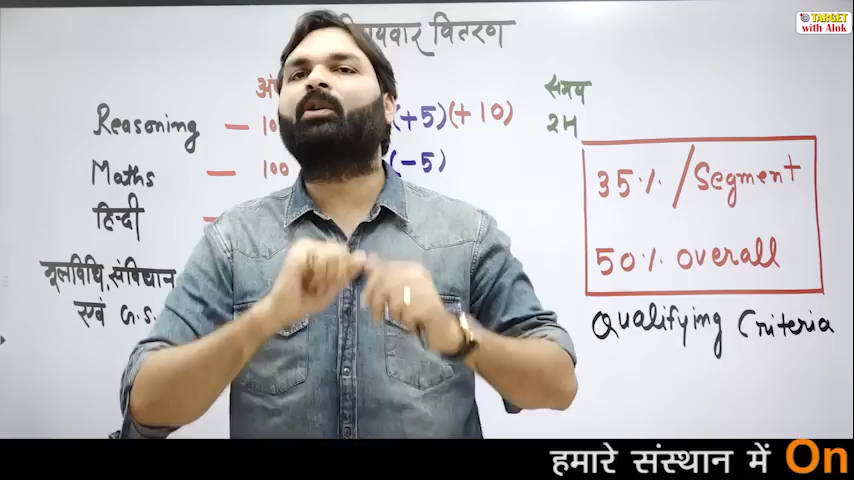 TARGET
with Alok
वितरण
समय
Reasoning — (+5) (+10) 2H
Maths — 100 (-5)
हिन्दी —
मूलविधि, संविधान
एवं G.S.
35% / Segment
50% Overall
Qualifying Criteria
हमारे संस्थान में On